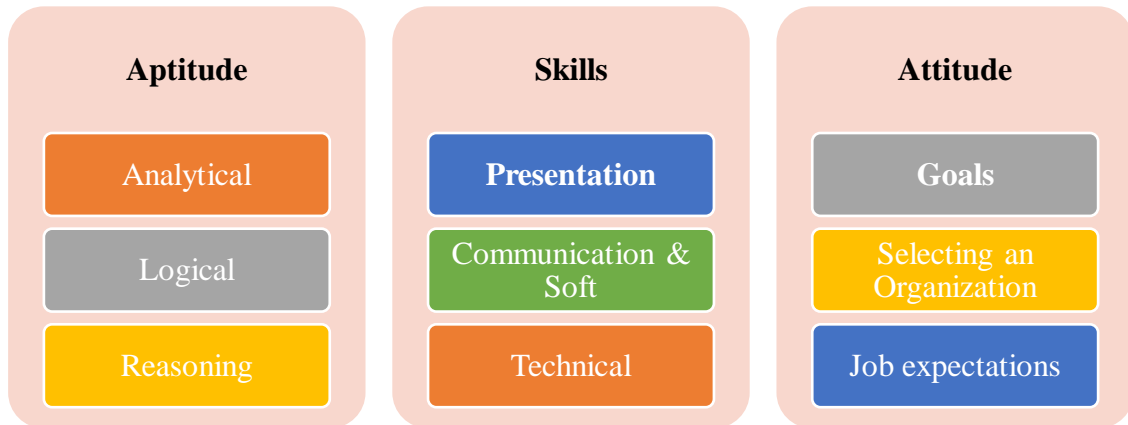 Aptitude
Analytical
Logical
Reasoning
Skills
Presentation
Communication &
Soft
Technical
Attitude
Goals
Selecting an
Organization
Job expectations